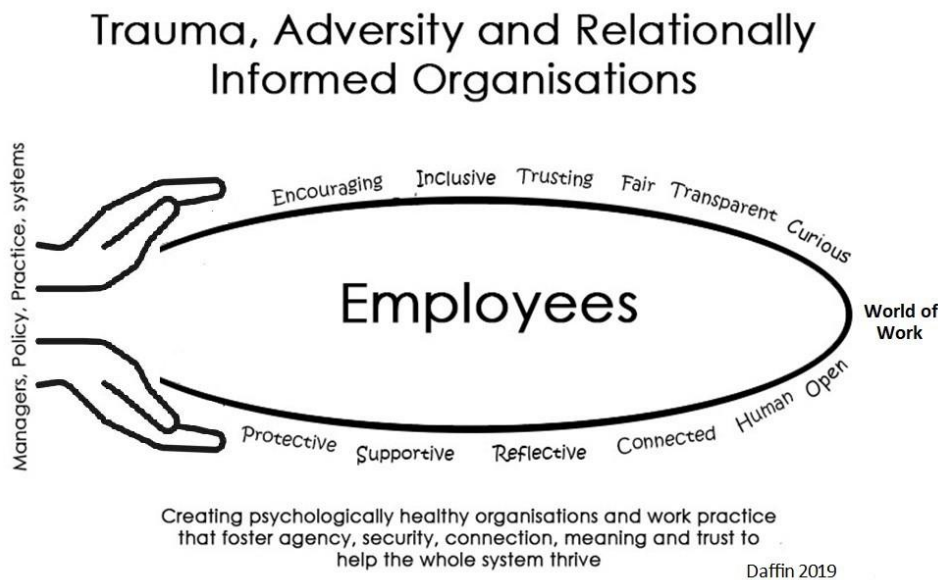 Trauma, Adversity and Relationally
Informed Organisations
Managers, Policy, Practice, systems
Encouraging Inclusive Trusting Fair Transparent Curious
Employees
World of
Work
Protective Supportive Reflective Connected Human Open
Creating psychologically healthy organisations and work practice
that foster agency, security, connection, meaning and trust to
help the whole system thrive
Daffin 2019